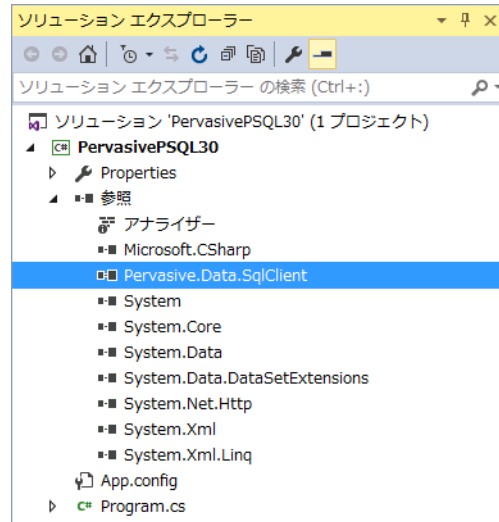 ソリューション エクスプローラー
ソリューション エクスプローラー の検索 (Ctrl+:)
ソリューション 'PervasivePSQL30' (1 プロジェクト)
C# PervasivePSQL30
Properties
参照
アナライザー
Microsoft.CSharp
Pervasive.Data.SqlClient
System
System.Core
System.Data
System.Data.DataSetExtensions
System.Net.Http
System.Xml
System.Xml.Linq
App.config
C# Program.cs